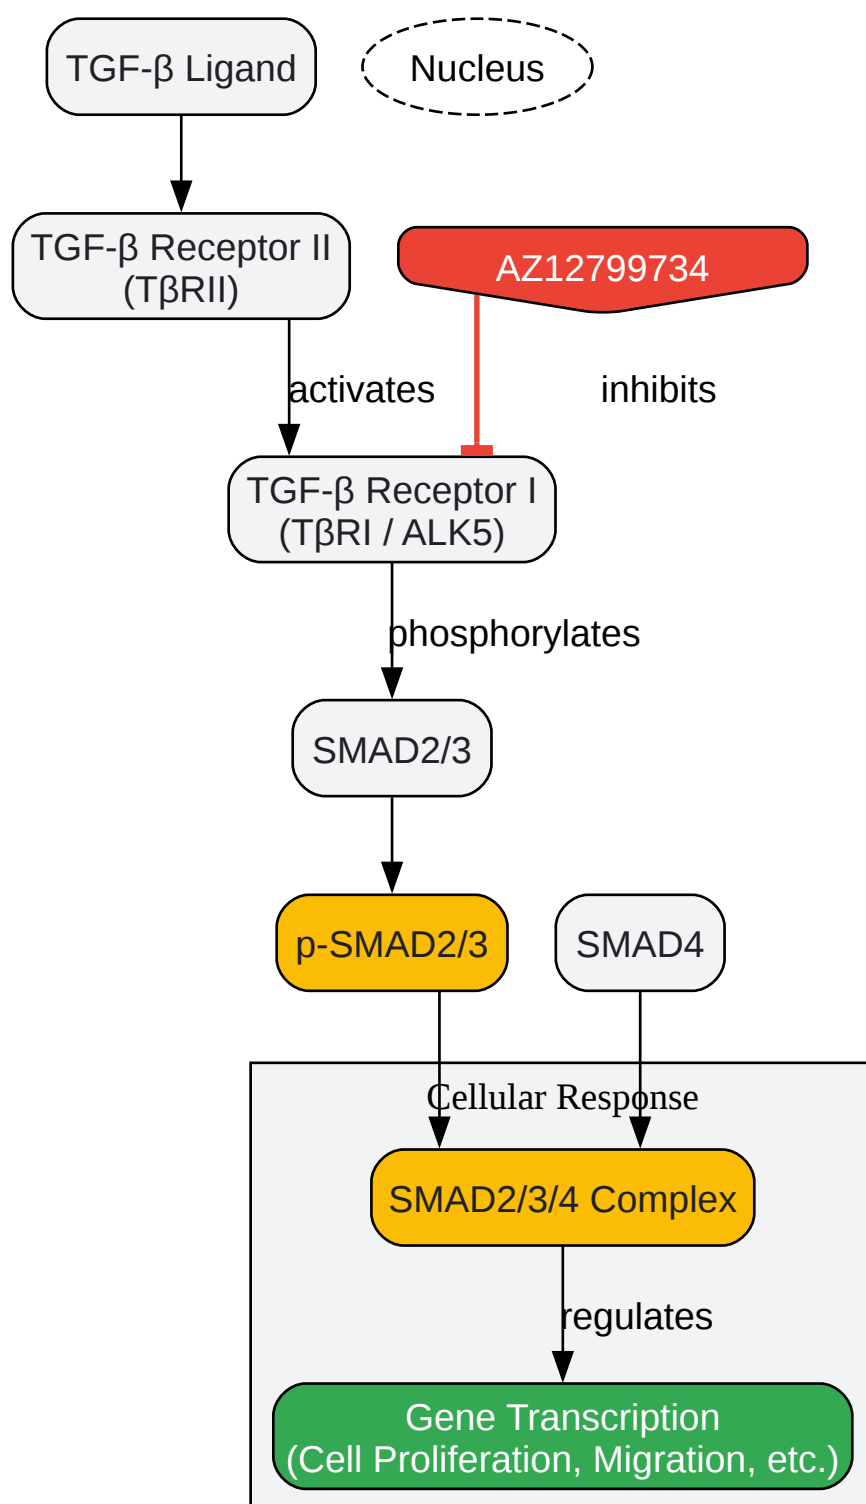 TGF-β Ligand
Nucleus
TGF-β Receptor II
(TβRII)
AZ12799734
activates
inhibits
TGF-β Receptor I
(TβRI / ALK5)
phosphorylates
SMAD2/3
p-SMAD2/3
SMAD4
Cellular Response
SMAD2/3/4 Complex
regulates
Gene Transcription
(Cell Proliferation, Migration, etc.)